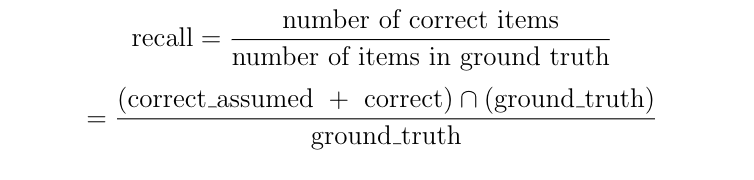 recall = number of correct items / number of items in ground truth
= (correct_assumed + correct) ∩ (ground_truth) / ground_truth